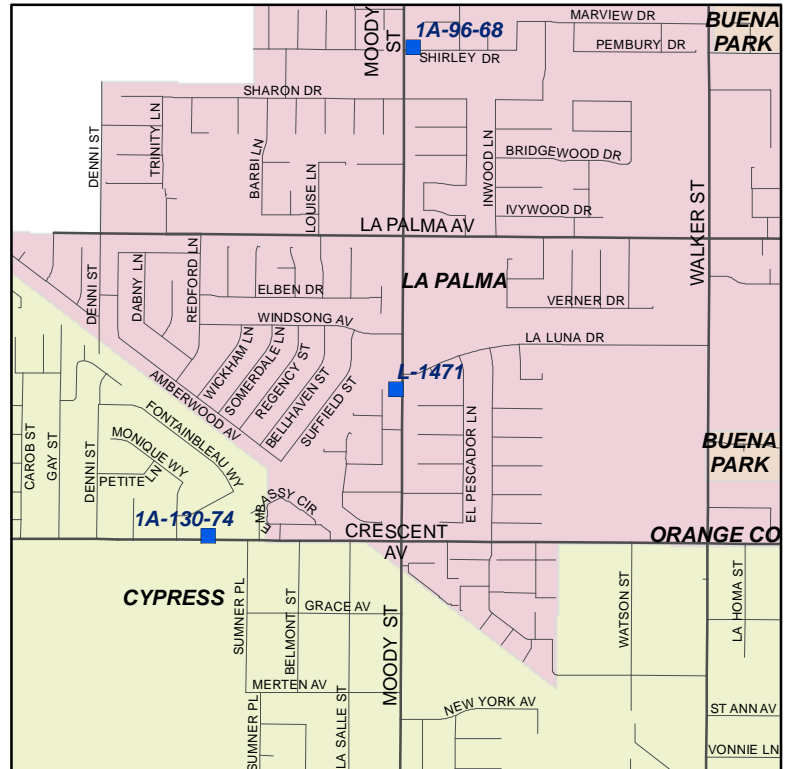 MARVIEW DR
BUENA
PARK
MOODY
ST
1A-96-68
PEMBURY DR
SHIRLEY DR
SHARON DR
DENNI ST
TRINITY LN
BARBI LN
LOUISE LN
INWOOD LN
BRIDGEWOOD DR
IVYWOOD DR
WALKER ST
LA PALMA AV
DENNI ST
DABNY LN
REDFORD LN
ELBEN DR
LA PALMA
VERNER DR
WINDSONG AV
LA LUNA DR
WICKHAM LN
SOMERDALE LN
REGENCY ST
BELLHAVEN ST
SUFFIELD ST
L-1471
AMBERWOOD AV
CAROB ST
GAY ST
DENNI ST
FONTAINBLEAU WY
MONIQUE WY
PETITE
LN
EL PESCADOR LN
BUENA
PARK
EMBASSY CIR
1A-130-74
CRESCENT
AV
ORANGE CO
CYPRESS
SUMNER PL
BELMONT ST
GRACE AV
MOODY ST
WATSON ST
LA HOMA ST
MERTEN AV
SUMNER PL
LA SALLE ST
NEW YORK AV
ST ANN AV
VONNIE LN